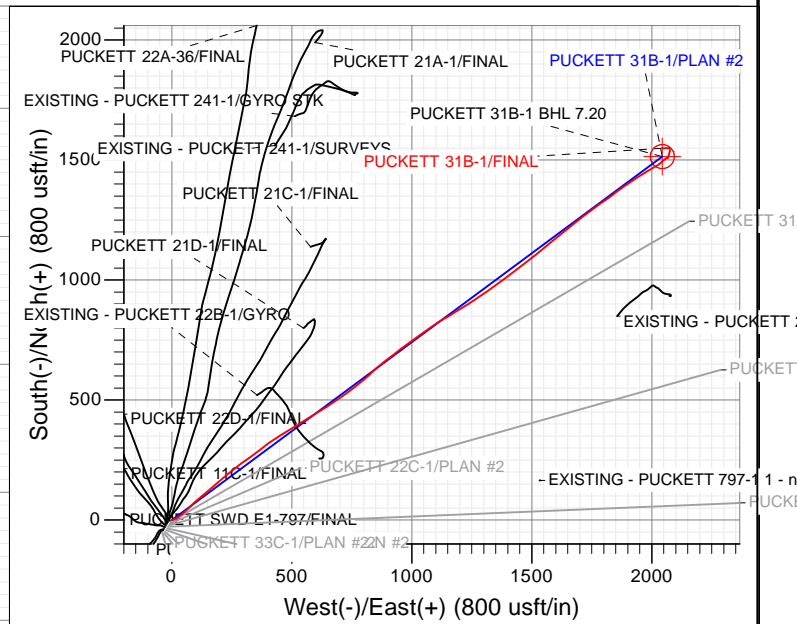 2000
1500
1000
500
0
South(-)/North(+) (800 usft/in)
PUCKETT 22A-36/FINAL
PUCKETT 21A-1/FINAL
PUCKETT 31B-1/PLAN #2
EXISTING - PUCKETT 241-1/GYRO STK
PUCKETT 31B-1 BHL 7.20
EXISTING - PUCKETT 241-1/SURVEYS
PUCKETT 31B-1/FINAL
PUCKETT 21C-1/FINAL
PUCKETT 31
PUCKETT 21D-1/FINAL
EXISTING - PUCKETT 22B-1/GYRO
EXISTING - PUCKETT 2
PUCKETT
PUCKETT 22D-1/FINAL
PUCKETT 22C-1/PLAN #2
PUCKETT 11C-1/FINAL
EXISTING - PUCKETT 797-1 1 - n
PUCKE
PUCKETT SWD E1-797/FINAL
PUCKETT 33C-1/PLAN #2
0
500
1000
1500
2000
West(-)/East(+) (800 usft/in)